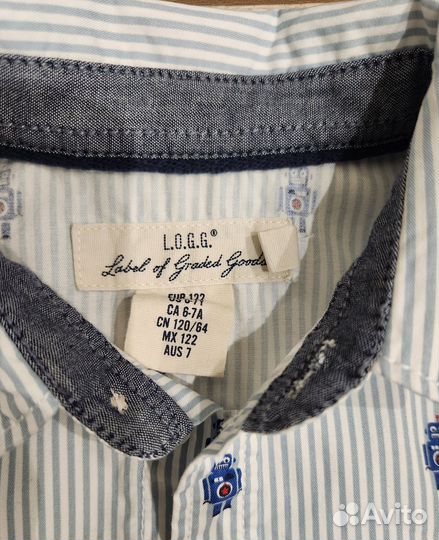 L.O.G.G.®
Label of Graded Goods
CA 6-7A
CN 120/64
MX 122
AUS 7
Avito